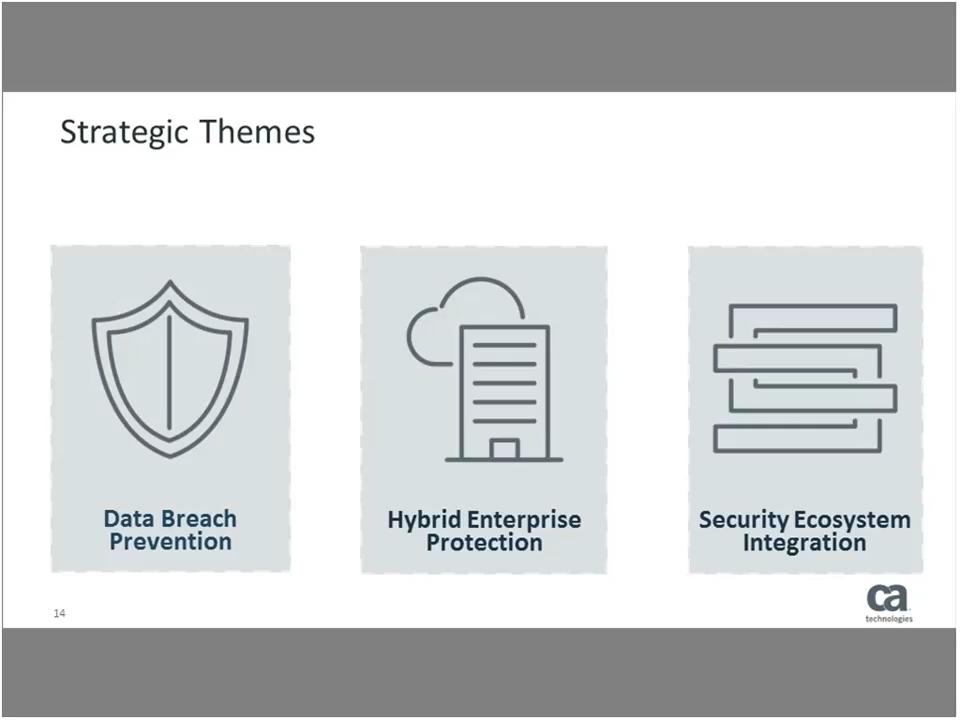 Strategic Themes
Data Breach
Prevention
Hybrid Enterprise
Protection
Security Ecosystem
Integration
14
ca
technologies